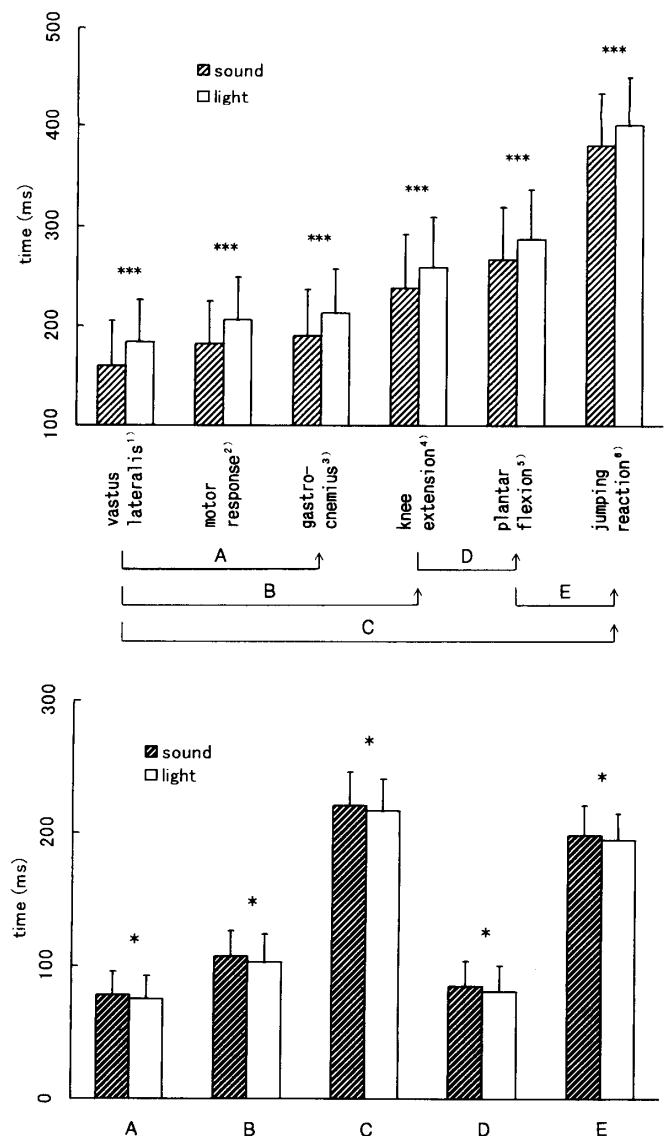 500
400
300
200
100
time (ms)
sound
light
***
***
***
***
***
***
vastus
lateralis¹⁾
motor
response²⁾
gastro-
cnemius³⁾
knee
extension⁴⁾
plantar
flexion⁵⁾
jumping
reaction⁶⁾
A
D
B
E
C
300
200
100
0
time (ms)
sound
light
*
*
*
*
*
A B C D E